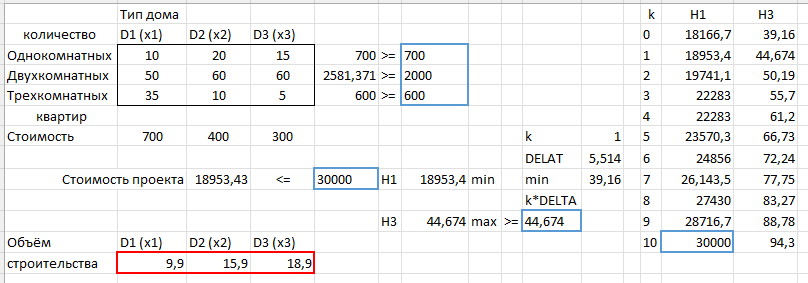 Тип дома k H1 H3
количество D1 (x1) D2 (x2) D3 (x3) 0 18166,7 39,16
Однокомнатных 10 20 15 700 >= 700 1 18953,4 44,674
Двухкомнатных 50 60 60 2581,371 >= 2000 2 19741,1 50,19
Трехкомнатных 35 10 5 600 >= 600 3 22283 55,7
квартир 4 22283 61,2
Стоимость 700 400 300 k 1 5 23570,3 66,73
DELAT 5,514 6 24856 72,24
Стоимость проекта 18953,43 <= 30000 H1 18953,4 min min 39,16 7 26,143,5 77,75
k*DELTA 8 27430 83,27
H3 44,674 max >= 44,674 9 28716,7 88,78
Объём D1 (x1) D2 (x2) D3 (x3) 10 30000 94,3
строительства 9,9 15,9 18,9